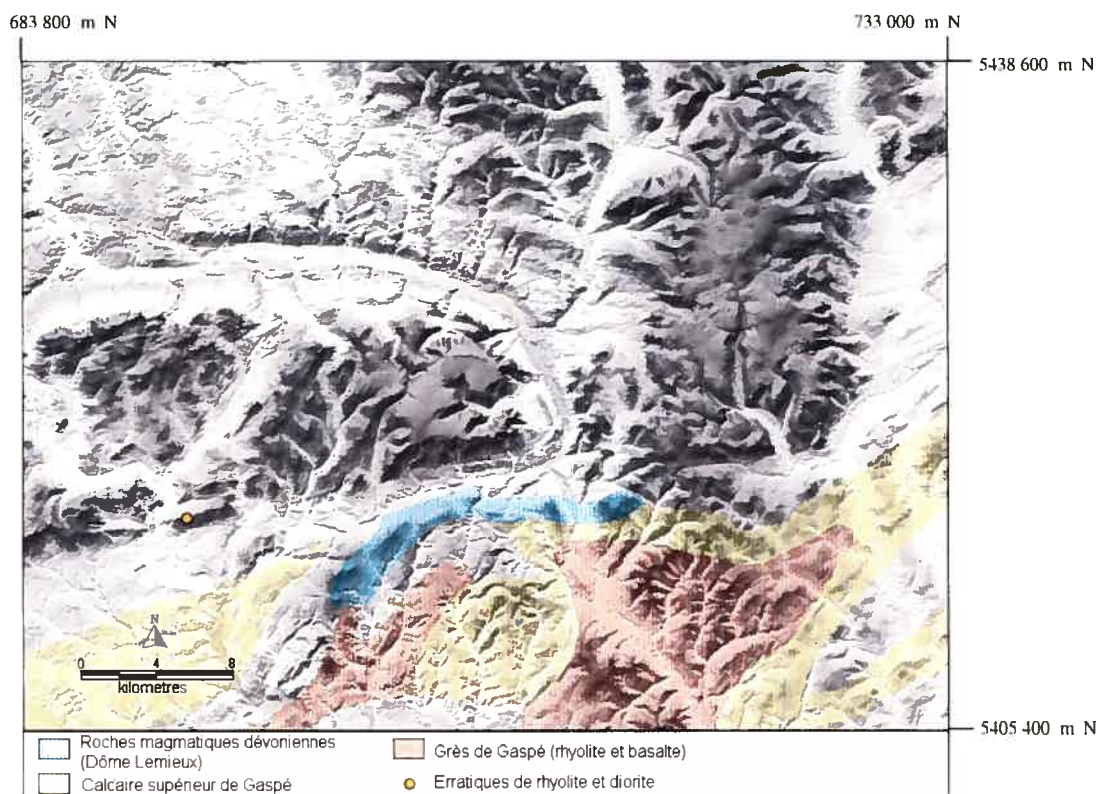 683 800 m N
733 000 m N
5438 600 m N
N
0 4 8
kilometres
5405 400 m N
Roches magmatiques dévoniennes
(Dôme Lemieux)
Grès de Gaspé (rhyolite et basalte)
Calcaire supérieur de Gaspé
Erratiques de rhyolite et diorite